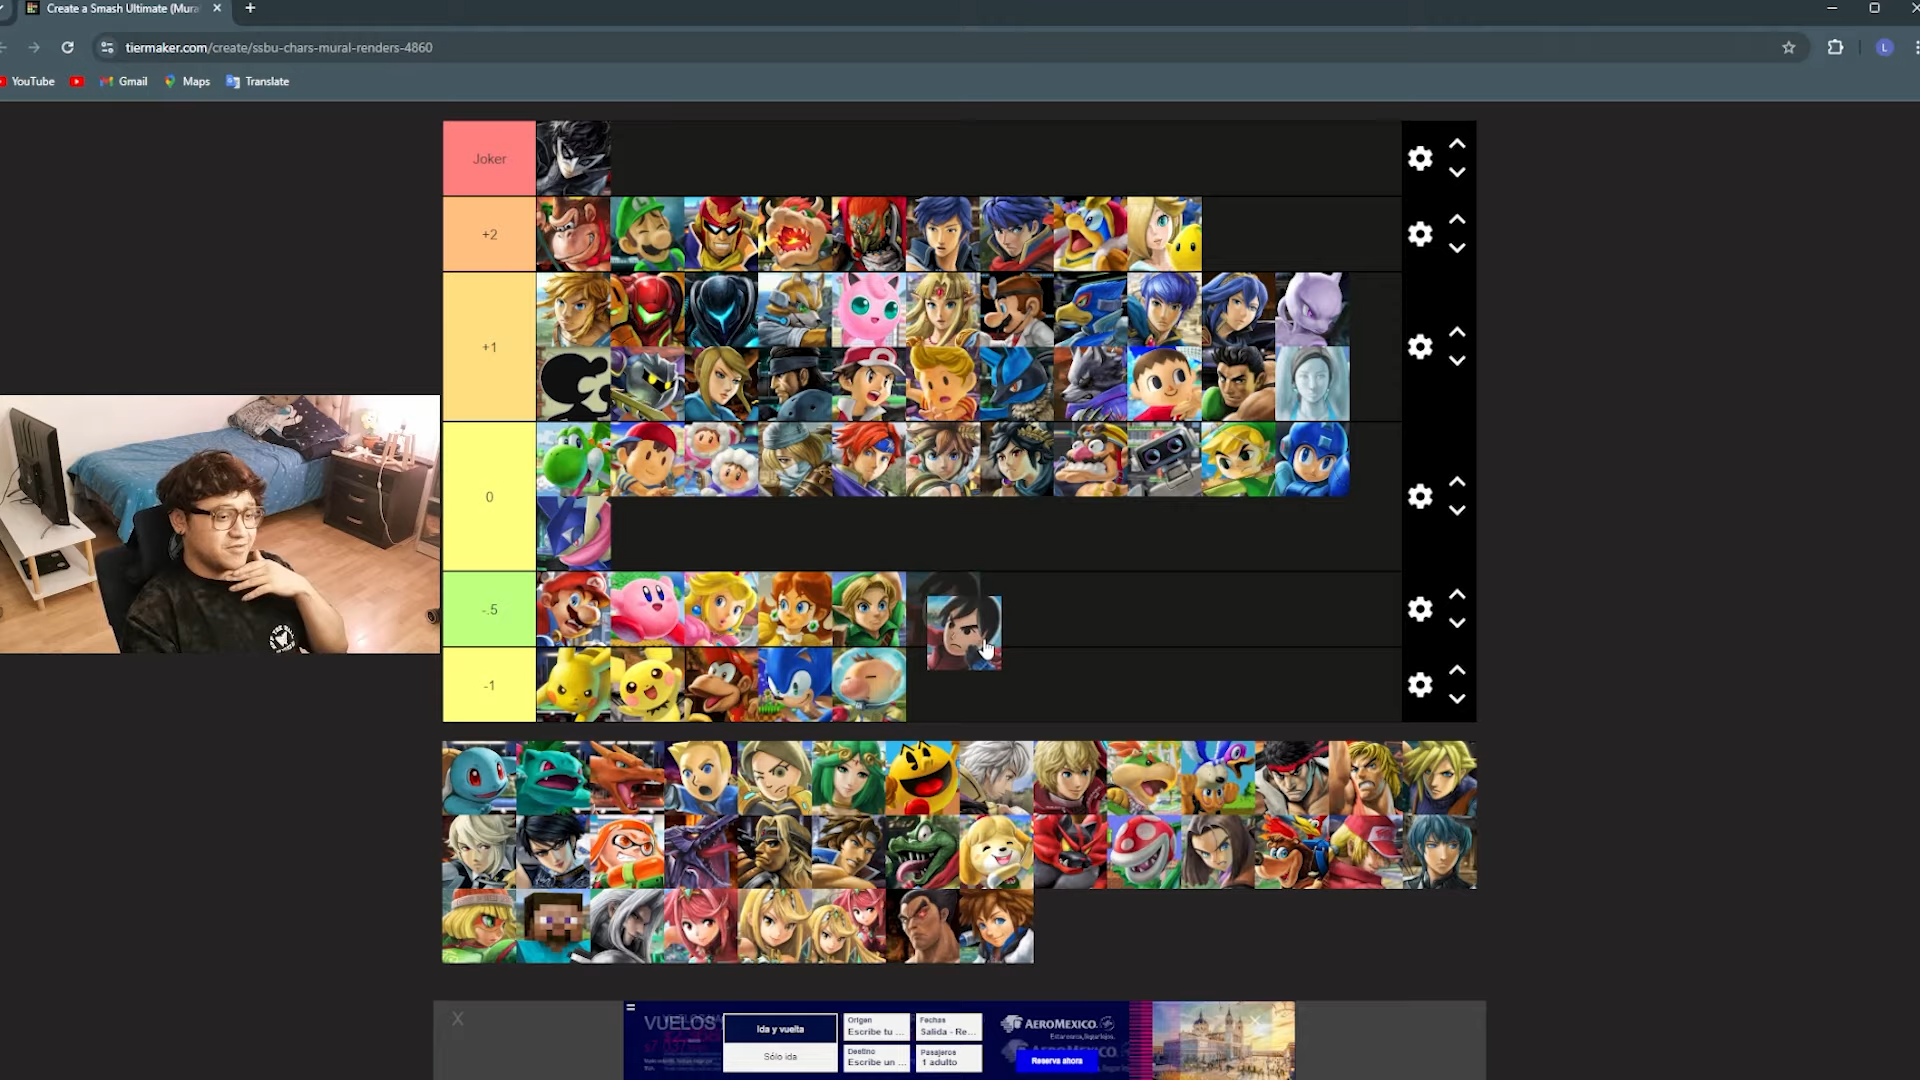 Create a Smash Ultimate (Mura
tiermaker.com/create/ssbu-chars-mural-renders-4860
L
YouTube
Gmail
Maps
Translate
Joker
+2
+1
0
-.5
-1
X
VUELOS
Ida y vuelta
Sólo ida
Origen
Escribe tu ...
Destino
Escribe un ...
Fechas
Salida - Re...
Pasajeros
1 adulto
AEROMEXICO.
Reserva ahora